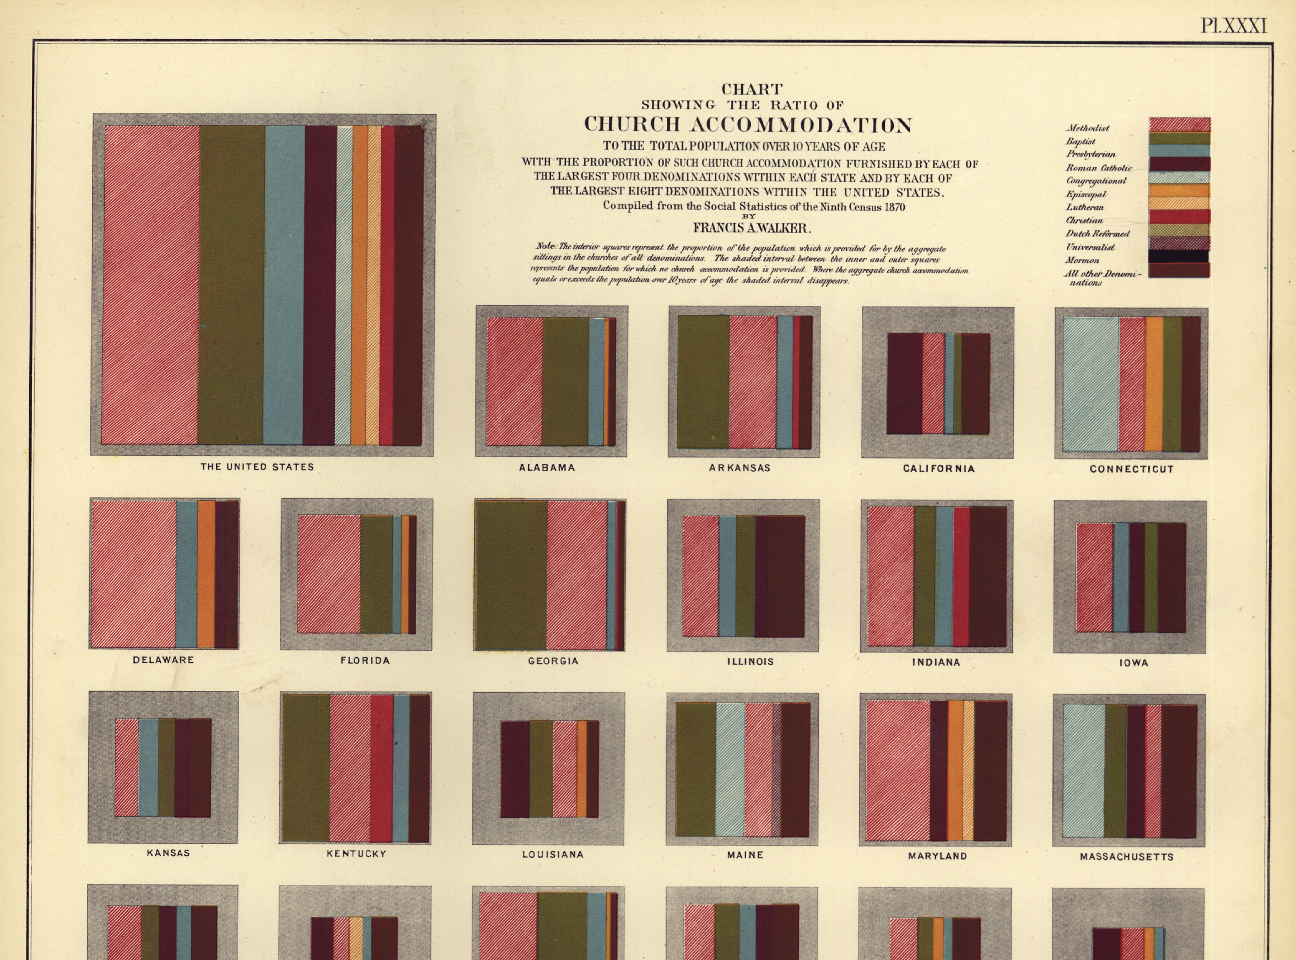 Pl.XXXI
CHART
SHOWING THE RATIO OF
CHURCH ACCOMMODATION
TO THE TOTAL POPULATION OVER 10 YEARS OF AGE
WITH THE PROPORTION OF SUCH CHURCH ACCOMMODATION FURNISHED BY EACH OF
THE LARGEST FOUR DENOMINATIONS WITHIN EACH STATE AND BY EACH OF
THE LARGEST EIGHT DENOMINATIONS WITHIN THE UNITED STATES.
Compiled from the Social Statistics of the Ninth Census 1870
BY
FRANCIS A.WALKER.
Note: The interior squares represent the proportion of the population which is provided for by the aggregate
sittings in the churches of all denominations. The shaded interval between the inner and outer squares
represents the population for which no church accommodation is provided. Where the aggregate church accommodation
equals or exceeds the population over 10 years of age the shaded interval disappears.
Methodist
Baptist
Presbyterian
Roman Catholic
Congregational
Episcopal
Lutheran
Christian
Dutch Reformed
Universalist
Mormon
All other Denomi-
nations
THE UNITED STATES
ALABAMA
ARKANSAS
CALIFORNIA
CONNECTICUT
DELAWARE
FLORIDA
GEORGIA
ILLINOIS
INDIANA
IOWA
KANSAS
KENTUCKY
LOUISIANA
MAINE
MARYLAND
MASSACHUSETTS